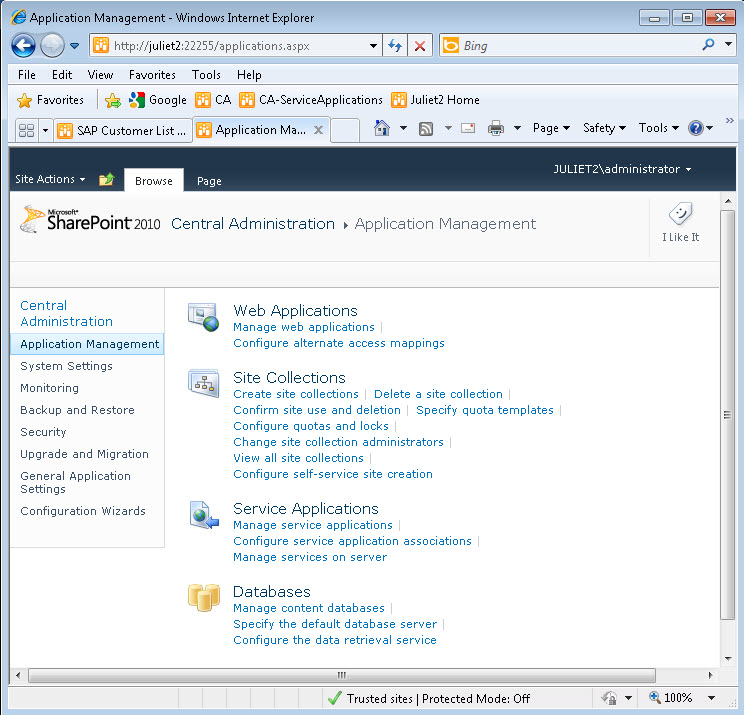 Application Management - Windows Internet Explorer
http://juliet2:22255/applications.aspx
Bing
File Edit View Favorites Tools Help
Favorites Google CA CA-ServiceApplications Juliet2 Home
SAP Customer List ... Application Ma... Page Safety Tools
Site Actions Browse Page JULIET2\administrator
Microsoft SharePoint 2010 Central Administration Application Management
I Like It
Central
Administration
Application Management
System Settings
Monitoring
Backup and Restore
Security
Upgrade and Migration
General Application
Settings
Configuration Wizards
Web Applications
Manage web applications
Configure alternate access mappings
Site Collections
Create site collections Delete a site collection
Confirm site use and deletion Specify quota templates
Configure quotas and locks
Change site collection administrators
View all site collections
Configure self-service site creation
Service Applications
Manage service applications
Configure service application associations
Manage services on server
Databases
Manage content databases
Specify the default database server
Configure the data retrieval service
Trusted sites | Protected Mode: Off 100%